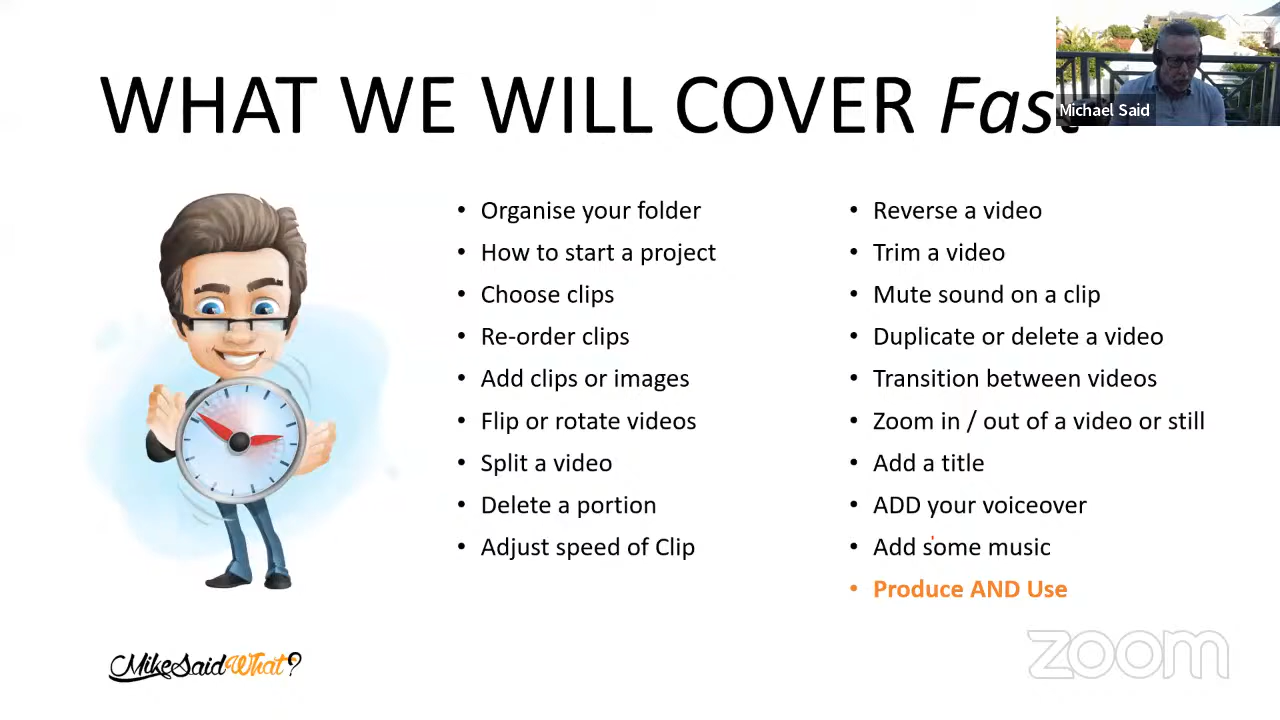 WHAT WE WILL COVER Fast
Michael Said
• Organise your folder
• How to start a project
• Choose clips
• Re-order clips
• Add clips or images
• Flip or rotate videos
• Split a video
• Delete a portion
• Adjust speed of Clip
• Reverse a video
• Trim a video
• Mute sound on a clip
• Duplicate or delete a video
• Transition between videos
• Zoom in / out of a video or still
• Add a title
• ADD your voiceover
• Add some music
• Produce AND Use
MikeSaidWhat?
zoom